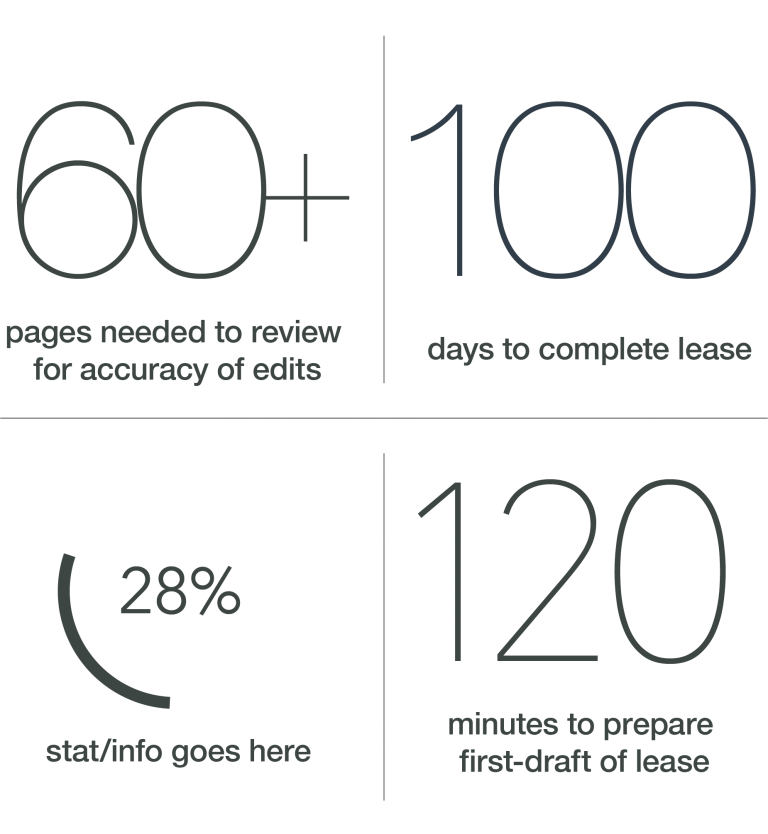 60+
pages needed to review
for accuracy of edits
100
days to complete lease
28%
stat/info goes here
120
minutes to prepare
first-draft of lease